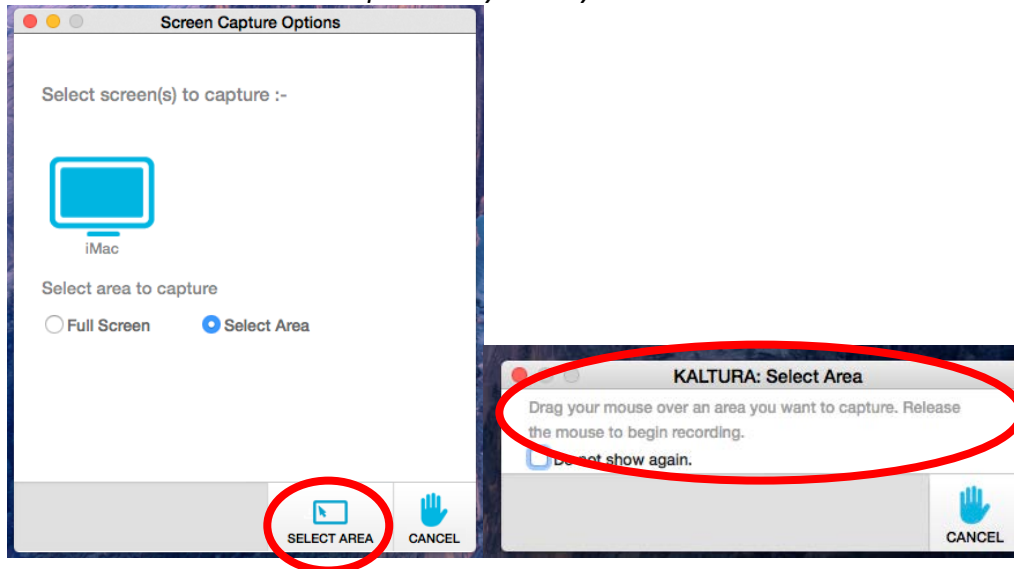 Screen Capture Options
Select screen(s) to capture :-
iMac
Select area to capture
Full Screen
Select Area
SELECT AREA
CANCEL
KALTURA: Select Area
Drag your mouse over an area you want to capture. Release
the mouse to begin recording.
Do not show again.
CANCEL